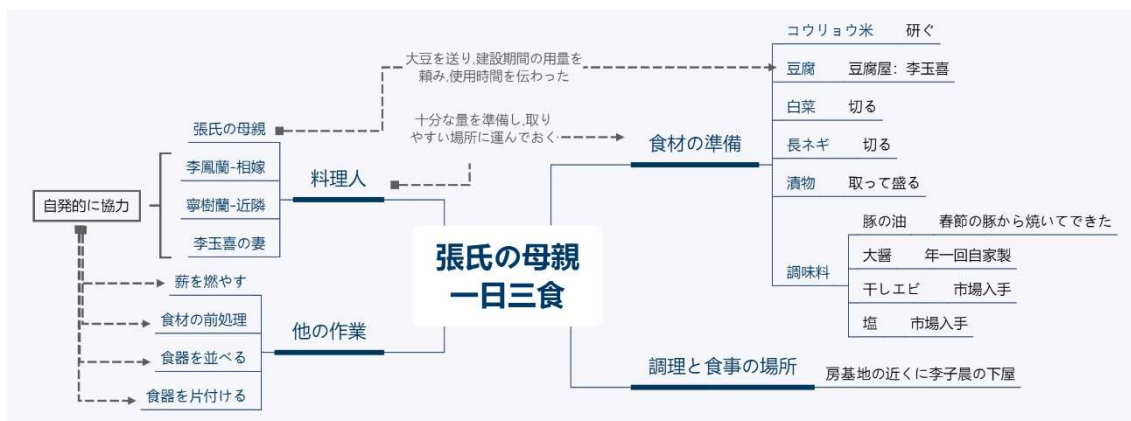 張氏の母親
一日三食
料理人
張氏の母親
李鳳蘭-相嫁
寧樹蘭-近隣
李玉喜の妻
自発的に協力
他の作業
薪を燃やす
食材の前処理
食器を並べる
食器を片付ける
大豆を送り,建設期間の用量を
頼み,使用時間を伝わった
十分な量を準備し,取り
やすい場所に運んでおく
食材の準備
コウリョウ米 研ぐ
豆腐 豆腐屋: 李玉喜
白菜 切る
長ネギ 切る
漬物 取って盛る
調味料
豚の油 春節の豚から焼いてできた
大醤 年一回自家製
干しエビ 市場入手
塩 市場入手
調理と食事の場所
房基地の近くに李子晨の下屋